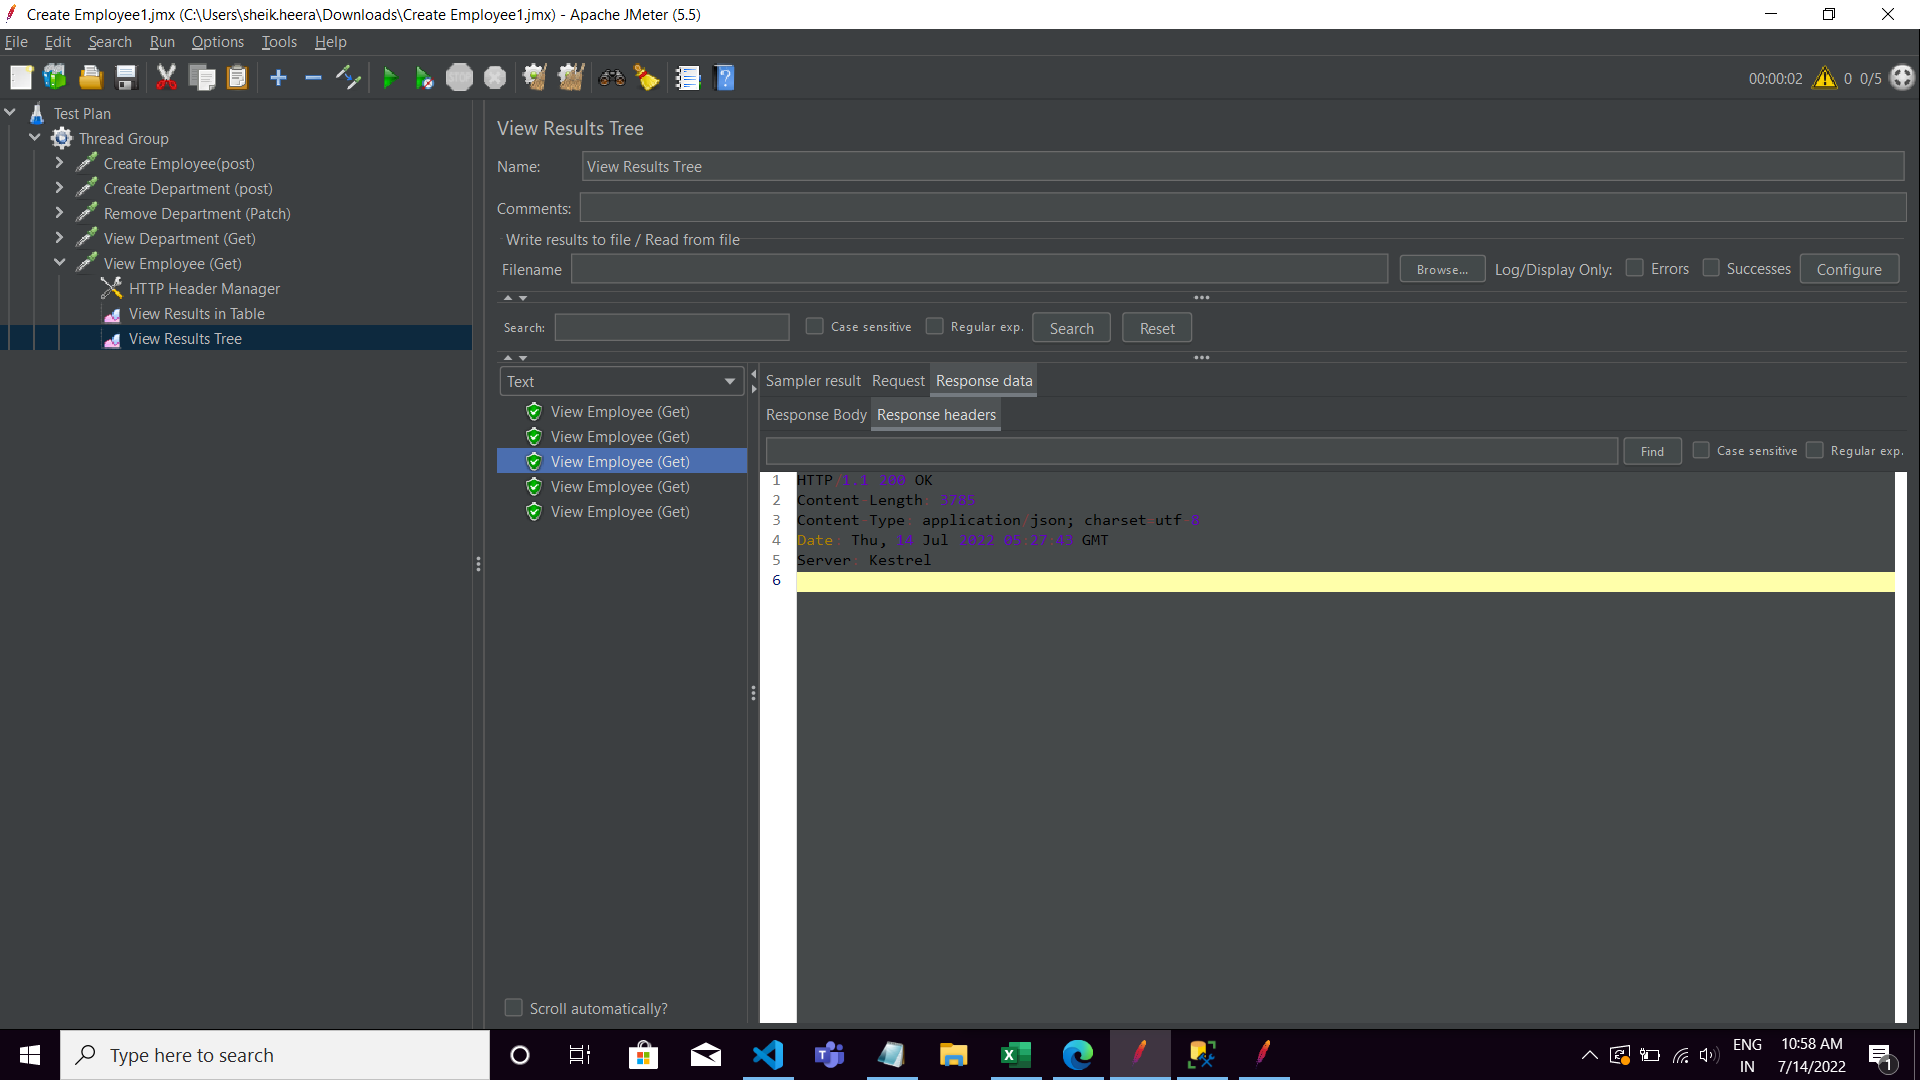 Create Employee1.jmx (C:\Users\sheik.heera\Downloads\Create Employee1.jmx) - Apache JMeter (5.5)
File Edit Search Run Options Tools Help
STOP
00:00:02 0 0/5
Test Plan
Thread Group
Create Employee(post)
Create Department (post)
Remove Department (Patch)
View Department (Get)
View Employee (Get)
HTTP Header Manager
View Results in Table
View Results Tree
View Results Tree
Name: View Results Tree
Comments:
Write results to file / Read from file
Filename Browse... Log/Display Only: Errors Successes Configure
Search: Case sensitive Regular exp. Search Reset
Text
View Employee (Get)
View Employee (Get)
View Employee (Get)
View Employee (Get)
View Employee (Get)
Scroll automatically?
Sampler result Request Response data
Response Body Response headers
Find Case sensitive Regular exp.
1 HTTP/1.1 200 OK
2 Content-Length: 3785
3 Content-Type: application/json; charset=utf-8
4 Date: Thu, 14 Jul 2022 05:27:43 GMT
5 Server: Kestrel
6
Type here to search
ENG
IN
10:58 AM
7/14/2022
1